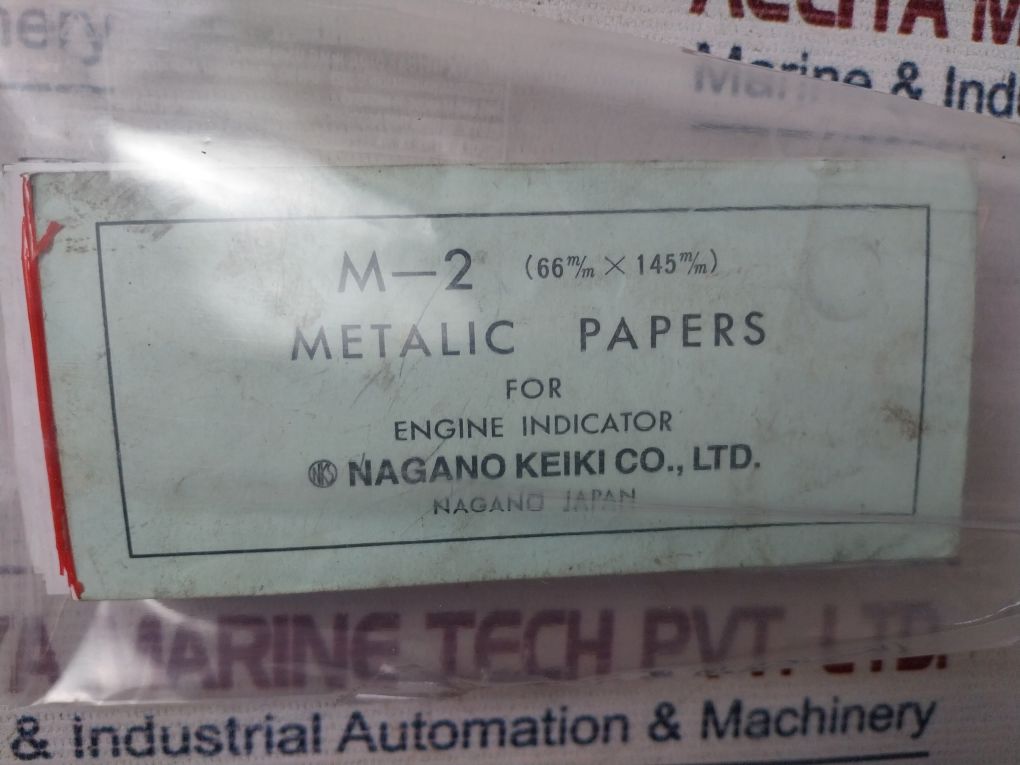 Marine & Ind
M—2 (66m/m × 145m/m)
METALIC PAPERS
FOR
ENGINE INDICATOR
NKS NAGANO KEIKI CO., LTD.
NAGANO JAPAN
MARINE TECH PVT. LTD.
& Industrial Automation & Machinery